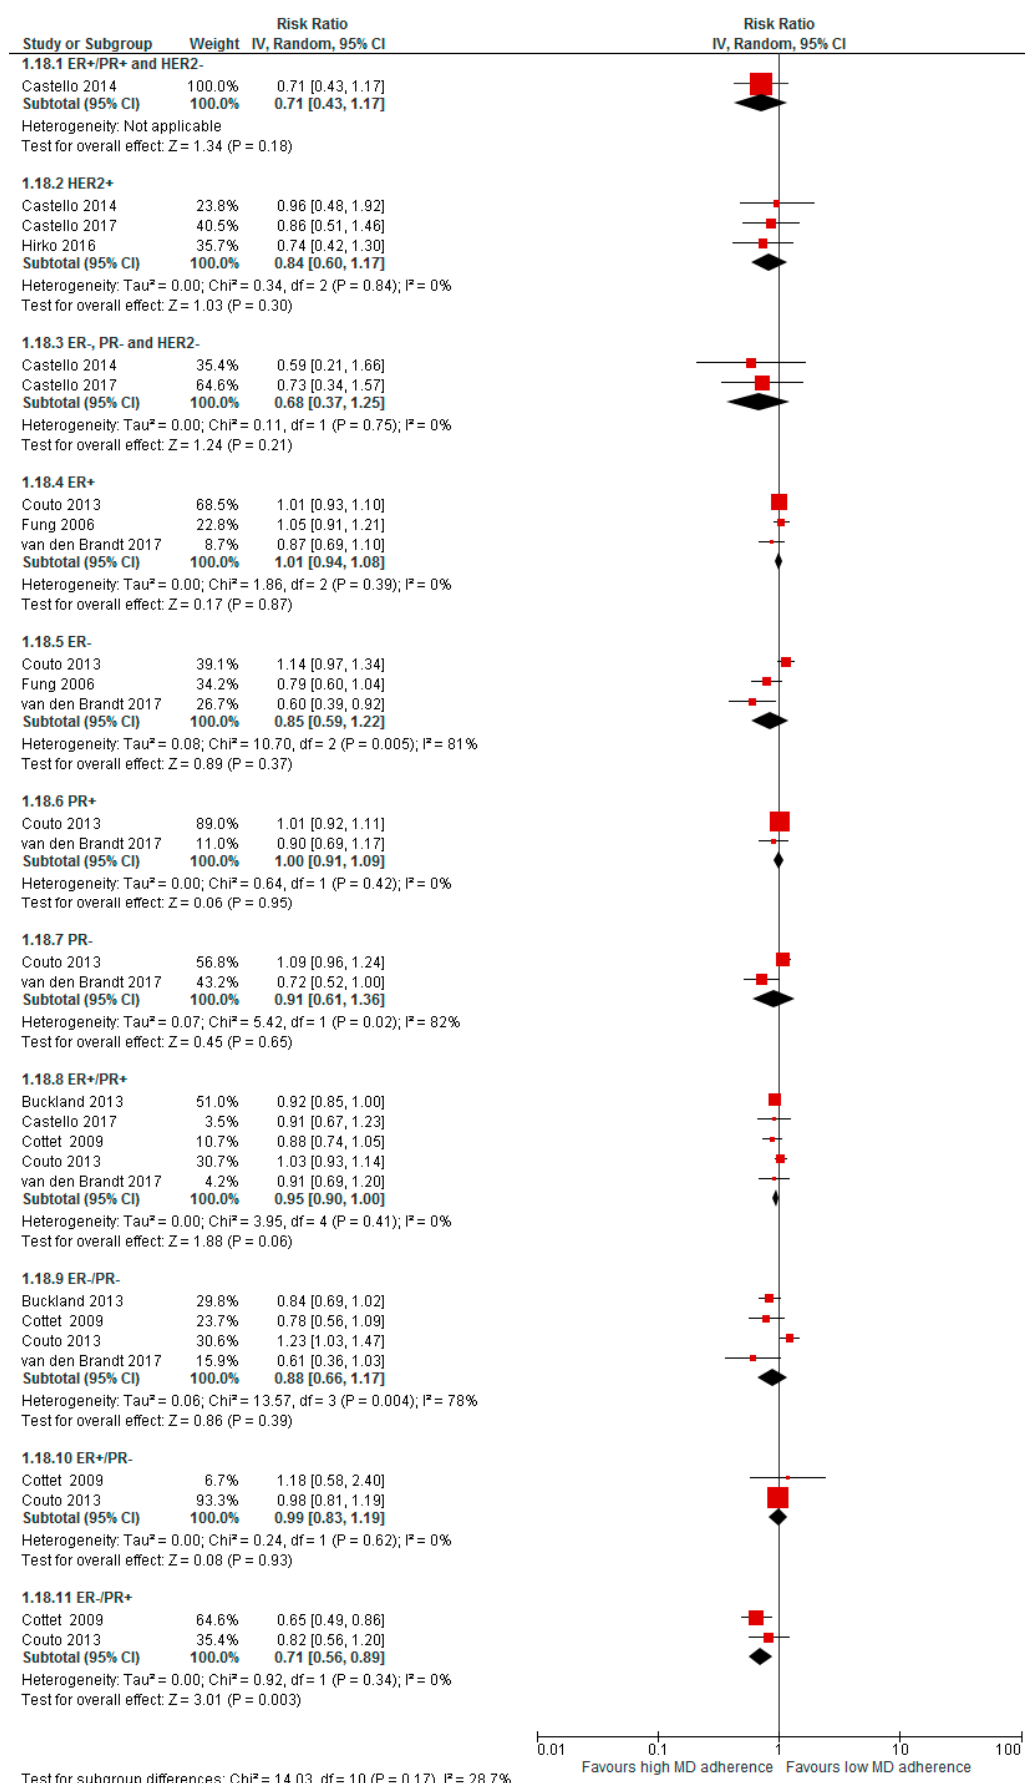 Risk Ratio Risk Ratio
Study or Subgroup Weight IV, Random, 95% CI IV, Random, 95% CI
1.18.1 ER+/PR+ and HER2-
Castello 2014 100.0% 0.71 [0.43, 1.17]
Subtotal (95% CI) 100.0% 0.71 [0.43, 1.17]
Heterogeneity: Not applicable
Test for overall effect: Z = 1.34 (P = 0.18)
1.18.2 HER2+
Castello 2014 23.8% 0.96 [0.48, 1.92]
Castello 2017 40.5% 0.86 [0.51, 1.46]
Hirko 2016 35.7% 0.74 [0.42, 1.30]
Subtotal (95% CI) 100.0% 0.84 [0.60, 1.17]
Heterogeneity: Tau² = 0.00; Chi² = 0.34, df = 2 (P = 0.84); I² = 0%
Test for overall effect: Z = 1.03 (P = 0.30)
1.18.3 ER-, PR- and HER2-
Castello 2014 35.4% 0.59 [0.21, 1.66]
Castello 2017 64.6% 0.73 [0.34, 1.57]
Subtotal (95% CI) 100.0% 0.68 [0.37, 1.25]
Heterogeneity: Tau² = 0.00; Chi² = 0.11, df = 1 (P = 0.75); I² = 0%
Test for overall effect: Z = 1.24 (P = 0.21)
1.18.4 ER+
Couto 2013 68.5% 1.01 [0.93, 1.10]
Fung 2006 22.8% 1.05 [0.91, 1.21]
van den Brandt 2017 8.7% 0.87 [0.69, 1.10]
Subtotal (95% CI) 100.0% 1.01 [0.94, 1.08]
Heterogeneity: Tau² = 0.00; Chi² = 1.86, df = 2 (P = 0.39); I² = 0%
Test for overall effect: Z = 0.17 (P = 0.87)
1.18.5 ER-
Couto 2013 39.1% 1.14 [0.97, 1.34]
Fung 2006 34.2% 0.79 [0.60, 1.04]
van den Brandt 2017 26.7% 0.60 [0.39, 0.92]
Subtotal (95% CI) 100.0% 0.85 [0.59, 1.22]
Heterogeneity: Tau² = 0.08; Chi² = 10.70, df = 2 (P = 0.005); I² = 81%
Test for overall effect: Z = 0.89 (P = 0.37)
1.18.6 PR+
Couto 2013 89.0% 1.01 [0.92, 1.11]
van den Brandt 2017 11.0% 0.90 [0.69, 1.17]
Subtotal (95% CI) 100.0% 1.00 [0.91, 1.09]
Heterogeneity: Tau² = 0.00; Chi² = 0.64, df = 1 (P = 0.42); I² = 0%
Test for overall effect: Z = 0.06 (P = 0.95)
1.18.7 PR-
Couto 2013 56.8% 1.09 [0.96, 1.24]
van den Brandt 2017 43.2% 0.72 [0.52, 1.00]
Subtotal (95% CI) 100.0% 0.91 [0.61, 1.36]
Heterogeneity: Tau² = 0.07; Chi² = 5.42, df = 1 (P = 0.02); I² = 82%
Test for overall effect: Z = 0.45 (P = 0.65)
1.18.8 ER+/PR+
Buckland 2013 51.0% 0.92 [0.85, 1.00]
Castello 2017 3.5% 0.91 [0.67, 1.23]
Cottet 2009 10.7% 0.88 [0.74, 1.05]
Couto 2013 30.7% 1.03 [0.93, 1.14]
van den Brandt 2017 4.2% 0.91 [0.69, 1.20]
Subtotal (95% CI) 100.0% 0.95 [0.90, 1.00]
Heterogeneity: Tau² = 0.00; Chi² = 3.95, df = 4 (P = 0.41); I² = 0%
Test for overall effect: Z = 1.88 (P = 0.06)
1.18.9 ER-/PR-
Buckland 2013 29.8% 0.84 [0.69, 1.02]
Cottet 2009 23.7% 0.78 [0.56, 1.09]
Couto 2013 30.6% 1.23 [1.03, 1.47]
van den Brandt 2017 15.9% 0.61 [0.36, 1.03]
Subtotal (95% CI) 100.0% 0.88 [0.66, 1.17]
Heterogeneity: Tau² = 0.06; Chi² = 13.57, df = 3 (P = 0.004); I² = 78%
Test for overall effect: Z = 0.86 (P = 0.39)
1.18.10 ER+/PR-
Cottet 2009 6.7% 1.18 [0.58, 2.40]
Couto 2013 93.3% 0.98 [0.81, 1.19]
Subtotal (95% CI) 100.0% 0.99 [0.83, 1.19]
Heterogeneity: Tau² = 0.00; Chi² = 0.24, df = 1 (P = 0.62); I² = 0%
Test for overall effect: Z = 0.08 (P = 0.93)
1.18.11 ER-/PR+
Cottet 2009 64.6% 0.65 [0.49, 0.86]
Couto 2013 35.4% 0.82 [0.56, 1.20]
Subtotal (95% CI) 100.0% 0.71 [0.56, 0.89]
Heterogeneity: Tau² = 0.00; Chi² = 0.92, df = 1 (P = 0.34); I² = 0%
Test for overall effect: Z = 3.01 (P = 0.003)
0.01 0.1 1 10 100
Favours high MD adherence Favours low MD adherence
Test for subgroup differences: Chi² = 14.03, df = 10 (P = 0.17), I² = 28.7%